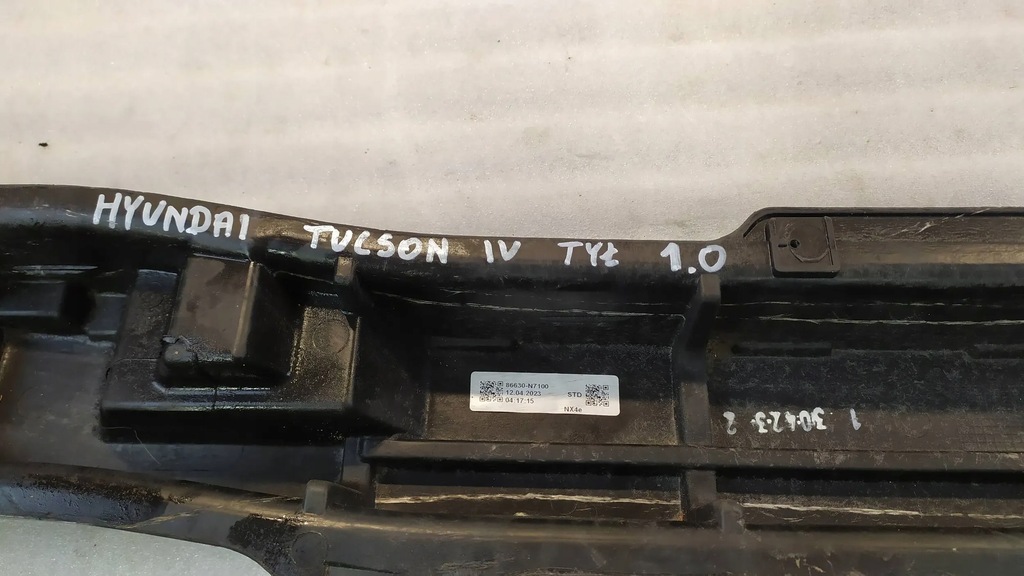 HYUNDAI TUCSON IV TYŁ 1.0
86630-N7100
12.04.2023 STD
04 17:15
NX4e
1 30423 2